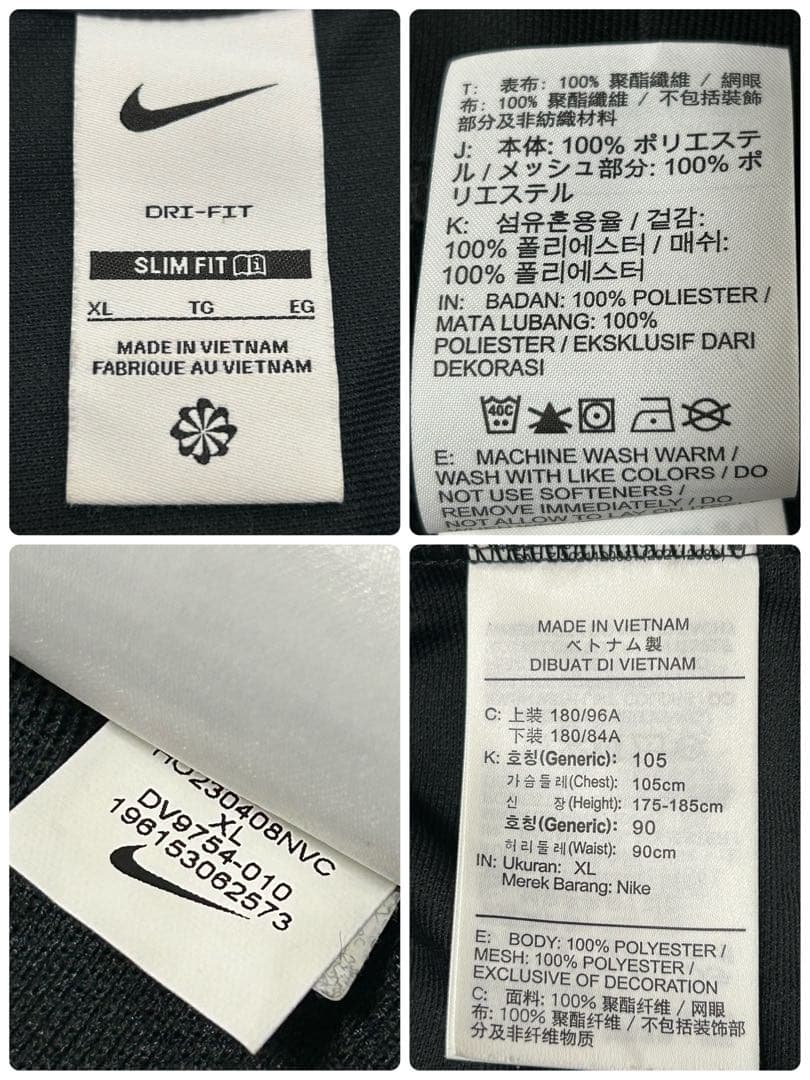 DRI-FIT
SLIM FIT
XL TG EG
MADE IN VIETNAM
FABRIQUE AU VIETNAM
T: 表布: 100% 聚酯纖維 / 網眼
布: 100% 聚酯纖維 / 不包括裝飾
部分及非紡織材料
J: 本体: 100% ポリエステ
ル / メッシュ部分: 100% ポ
リエステル
K: 섬유혼용율 / 겉감:
100% 폴리에스터 / 매쉬:
100% 폴리에스터
IN: BADAN: 100% POLIESTER /
MATA LUBANG: 100%
POLIESTER / EKSKLUSIF DARI
DEKORASI
40C
E: MACHINE WASH WARM /
WASH WITH LIKE COLORS / DO
NOT USE SOFTENERS /
REMOVE IMMEDIATELY / DO
NOT ALLOW TO LAY
HO230408NVC
XL
DV9754-010
196153062573
MADE IN VIETNAM
ベトナム製
DIBUAT DI VIETNAM
C: 上装 180/96A
下装 180/84A
K: 호칭(Generic): 105
가슴둘레(Chest): 105cm
신 장(Height): 175-185cm
호칭(Generic): 90
허리둘레(Waist): 90cm
IN: Ukuran: XL
Merek Barang: Nike
E: BODY: 100% POLYESTER /
MESH: 100% POLYESTER /
EXCLUSIVE OF DECORATION
C: 面料: 100% 聚酯纤维 / 网眼
布: 100% 聚酯纤维 / 不包括装饰部
分及非纤维物质